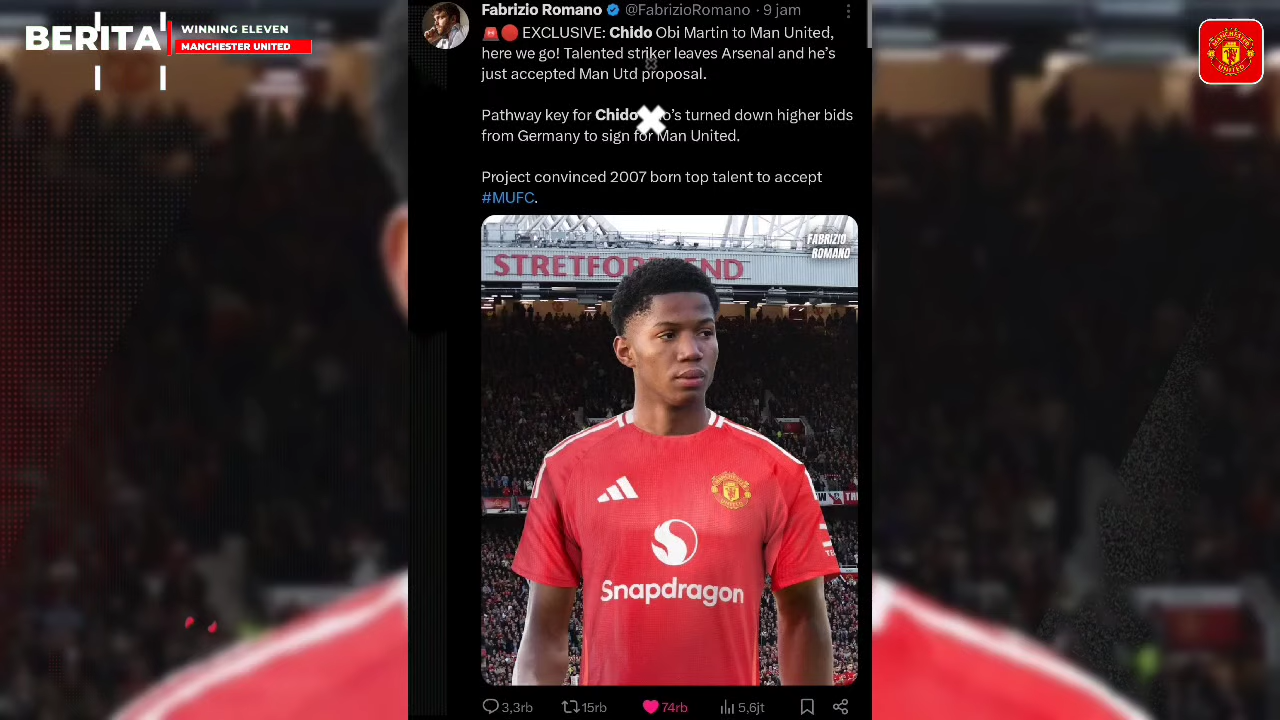 BERITA
WINNING ELEVEN
MANCHESTER UNITED
Fabrizio Romano @FabrizioRomano · 9 jam
🚨🔴 EXCLUSIVE: Chido Obi Martin to Man United,
here we go! Talented striker leaves Arsenal and he's
just accepted Man Utd proposal.
Pathway key for Chido o's turned down higher bids
from Germany to sign for Man United.
Project convinced 2007 born top talent to accept
#MUFC.
FABRIZIO
ROMANO
STRETFORD END
MANCHESTER
UNITED
Snapdragon
3,3rb 15rb 74rb 5,6jt